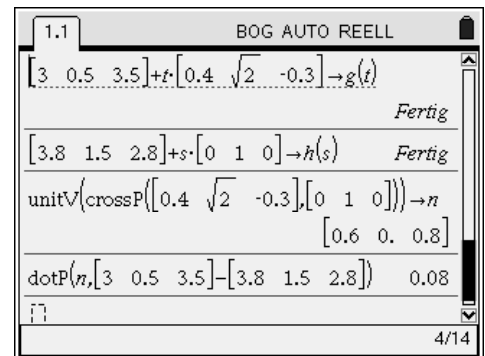 1.1 BOG AUTO REELL
[3 0.5 3.5]+t·[0.4 √2 -0.3]→g(t)
Fertig
[3.8 1.5 2.8]+s·[0 1 0]→h(s) Fertig
unitV(crossP([0.4 √2 -0.3],[0 1 0]))→n
[0.6 0. 0.8]
dotP(n,[3 0.5 3.5]-[3.8 1.5 2.8]) 0.08
4/14